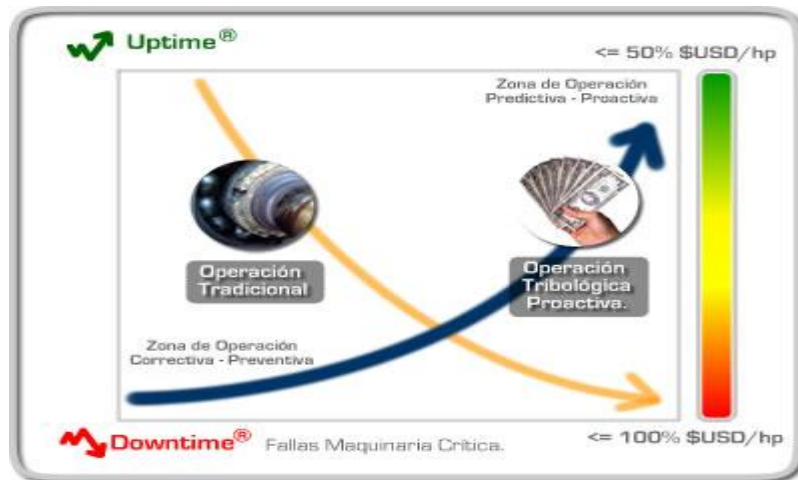 Uptime®
<= 50% $USD/hp
Zona de Operación
Predictiva - Proactiva
Operación
Tradicional
Operación
Tribológica
Proactiva.
Zona de Operación
Correctiva - Preventiva
Downtime® Fallas Maquinaria Crítica.
<= 100% $USD/hp